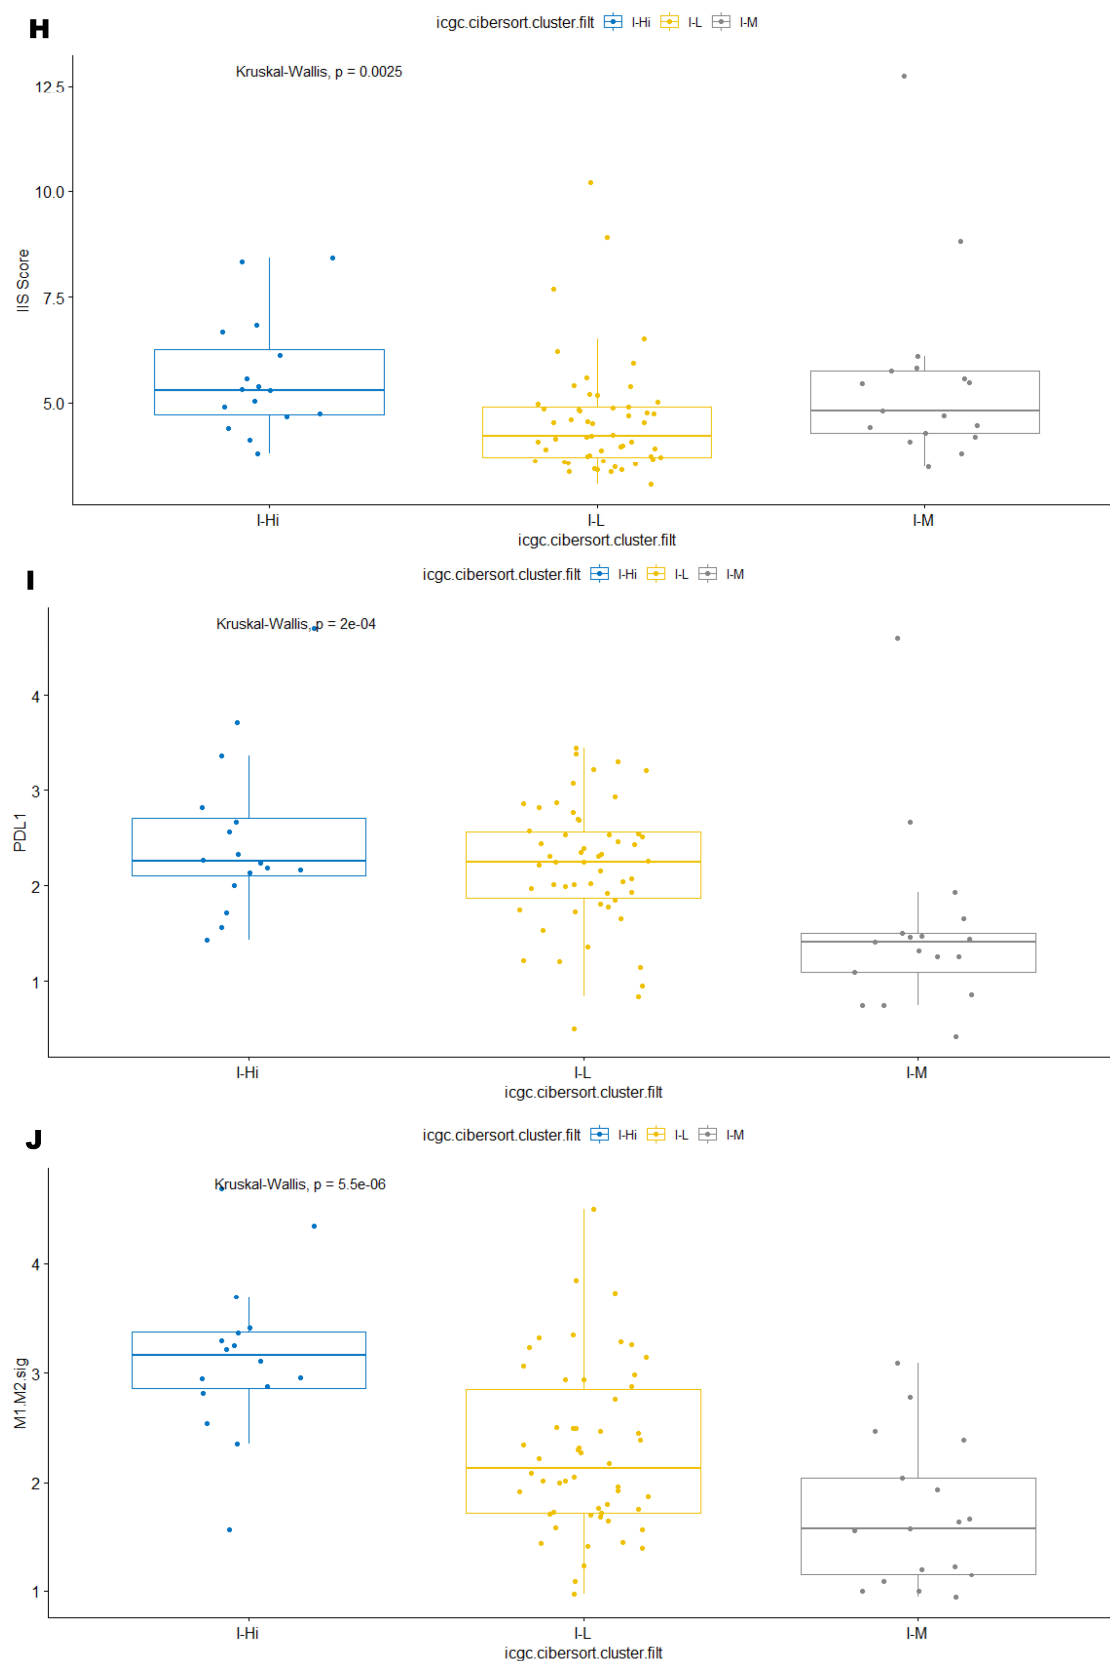 H
icgc.cibersort.cluster.filt I-Hi I-L I-M
Kruskal-Wallis, p = 0.0025
12.5
10.0
7.5
5.0
IIS Score
I-Hi I-L I-M
icgc.cibersort.cluster.filt
I
icgc.cibersort.cluster.filt I-Hi I-L I-M
Kruskal-Wallis, p = 2e-04
4
3
2
1
PDL1
I-Hi I-L I-M
icgc.cibersort.cluster.filt
J
icgc.cibersort.cluster.filt I-Hi I-L I-M
Kruskal-Wallis, p = 5.5e-06
4
3
2
1
M1.M2.sig
I-Hi I-L I-M
icgc.cibersort.cluster.filt